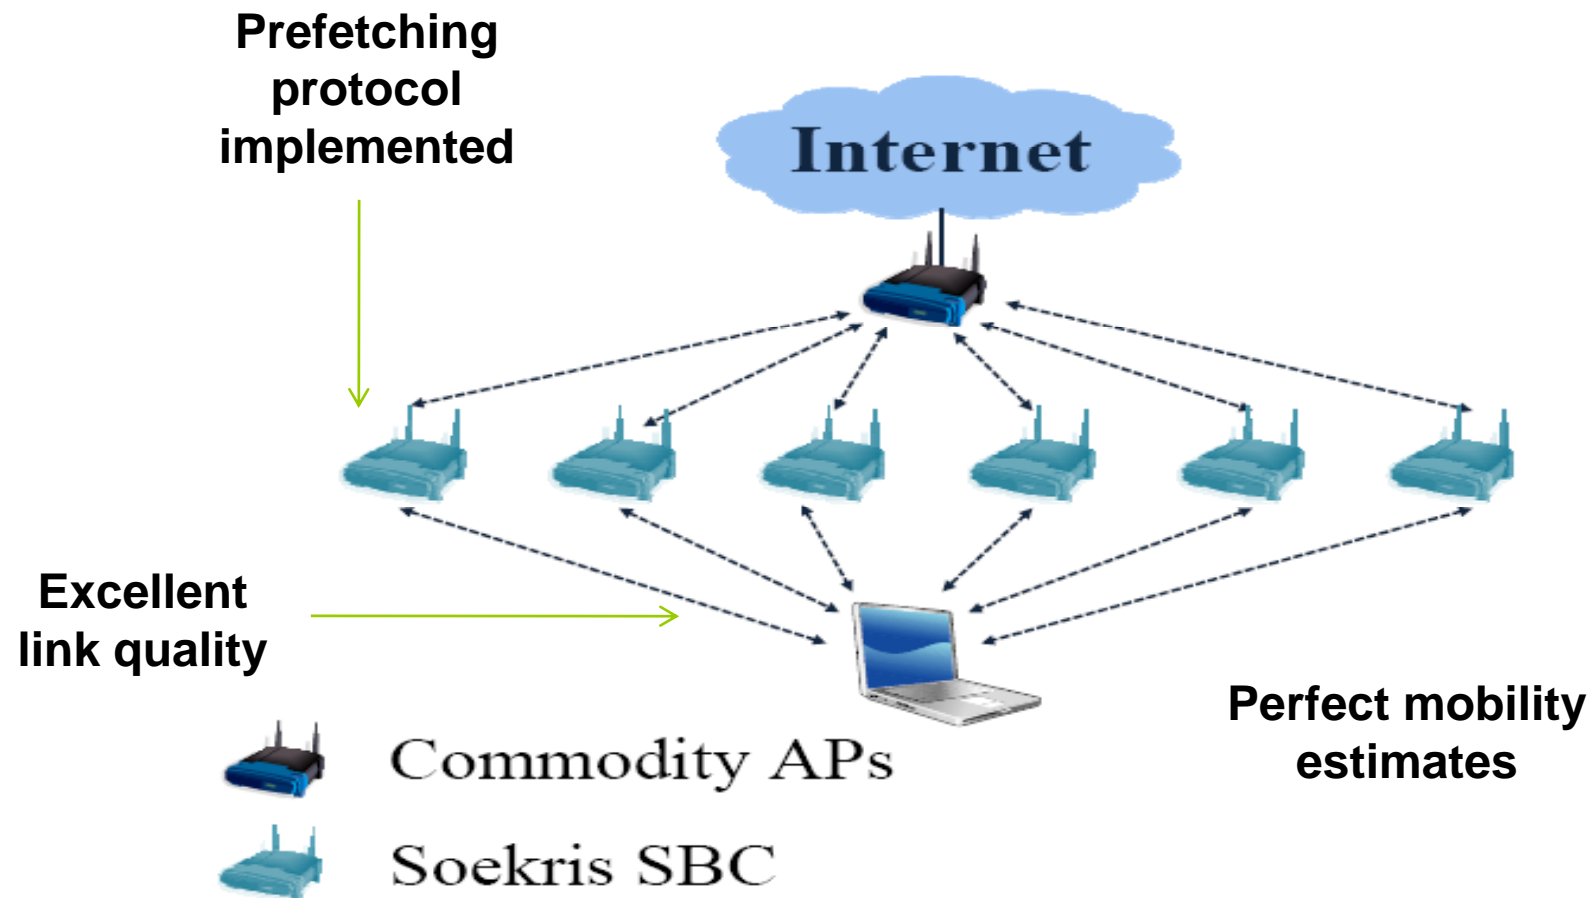 Prefetching
protocol
implemented
Internet
Excellent
link quality
Perfect mobility
estimates
Commodity APs
Soekris SBC